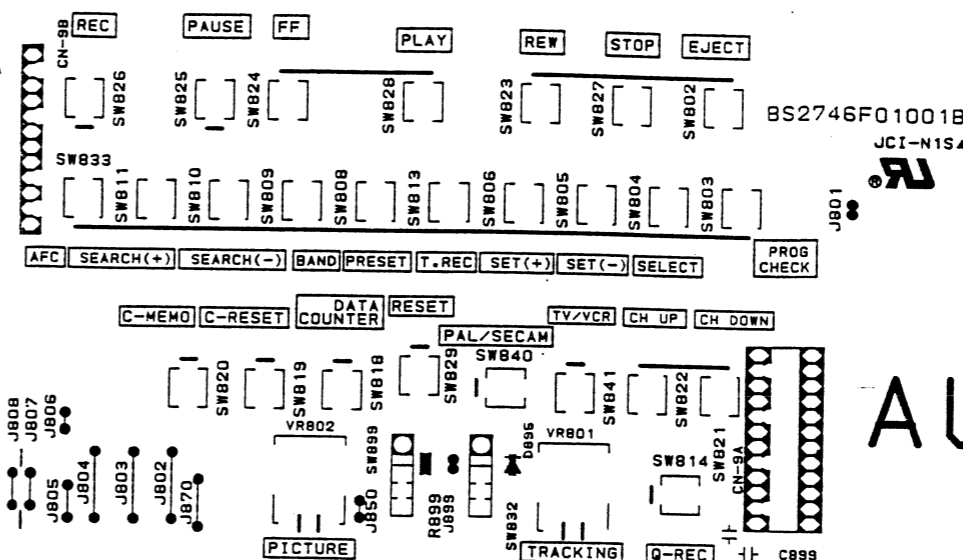 CN-9B
REC
PAUSE
FF
PLAY
REW
STOP
EJECT
SW826
SW825
SW824
SW828
SW823
SW827
SW802
BS2746F01001B
JCI-N1S
UR®
SW833
SW811
SW810
SW809
SW808
SW813
SW806
SW805
SW804
SW803
J801
AFC
SEARCH(+)
SEARCH(-)
BAND
PRESET
T.REC
SET(+)
SET(-)
SELECT
PROG
CHECK
C-MEMO
C-RESET
DATA
COUNTER
RESET
PAL/SECAM
TV/VCR
CH UP
CH DOWN
SW820
SW819
SW818
SW829
SW840
SW841
SW822
SW821
CN-9A
J808
J807
J806
J805
J804
J803
J802
J870
VR802
SW899
J850
R899
J899
D896
SW832
VR801
SW814
AU
PICTURE
TRACKING
Q-REC
C899